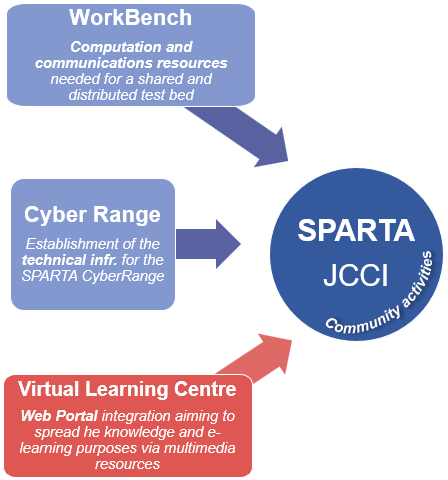 WorkBench
Computation and
communications resources
needed for a shared and
distributed test bed
Cyber Range
Establishment of the
technical infr. for the
SPARTA CyberRange
SPARTA
JCCI
Community activities
Virtual Learning Centre
Web Portal integration aiming to
spread he knowledge and e-
learning purposes via multimedia
resources